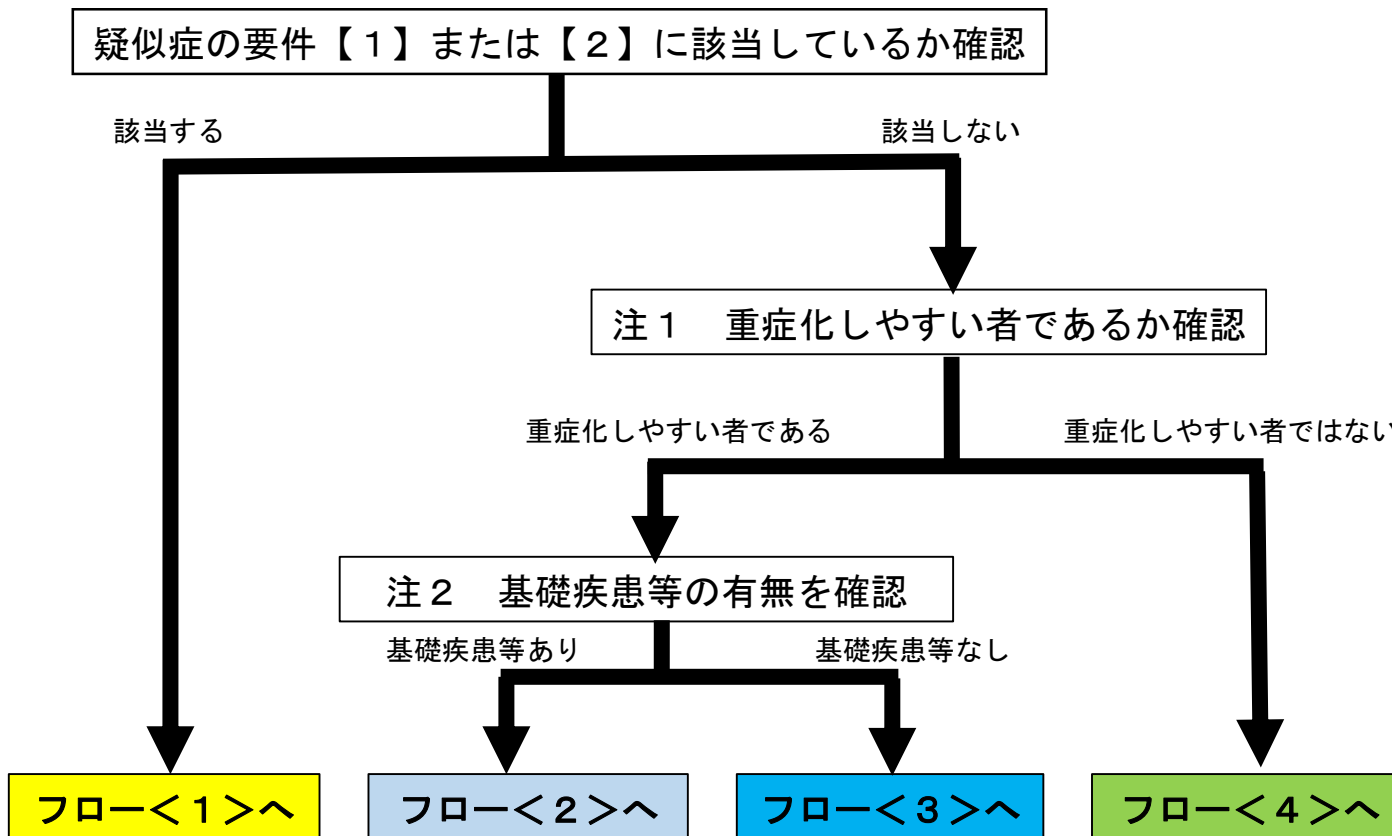 疑似症の要件【１】または【２】に該当しているか確認
該当する
該当しない
注１　重症化しやすい者であるか確認
重症化しやすい者である
重症化しやすい者ではない
注２　基礎疾患等の有無を確認
基礎疾患等あり
基礎疾患等なし
フロー＜１＞へ
フロー＜２＞へ
フロー＜３＞へ
フロー＜４＞へ